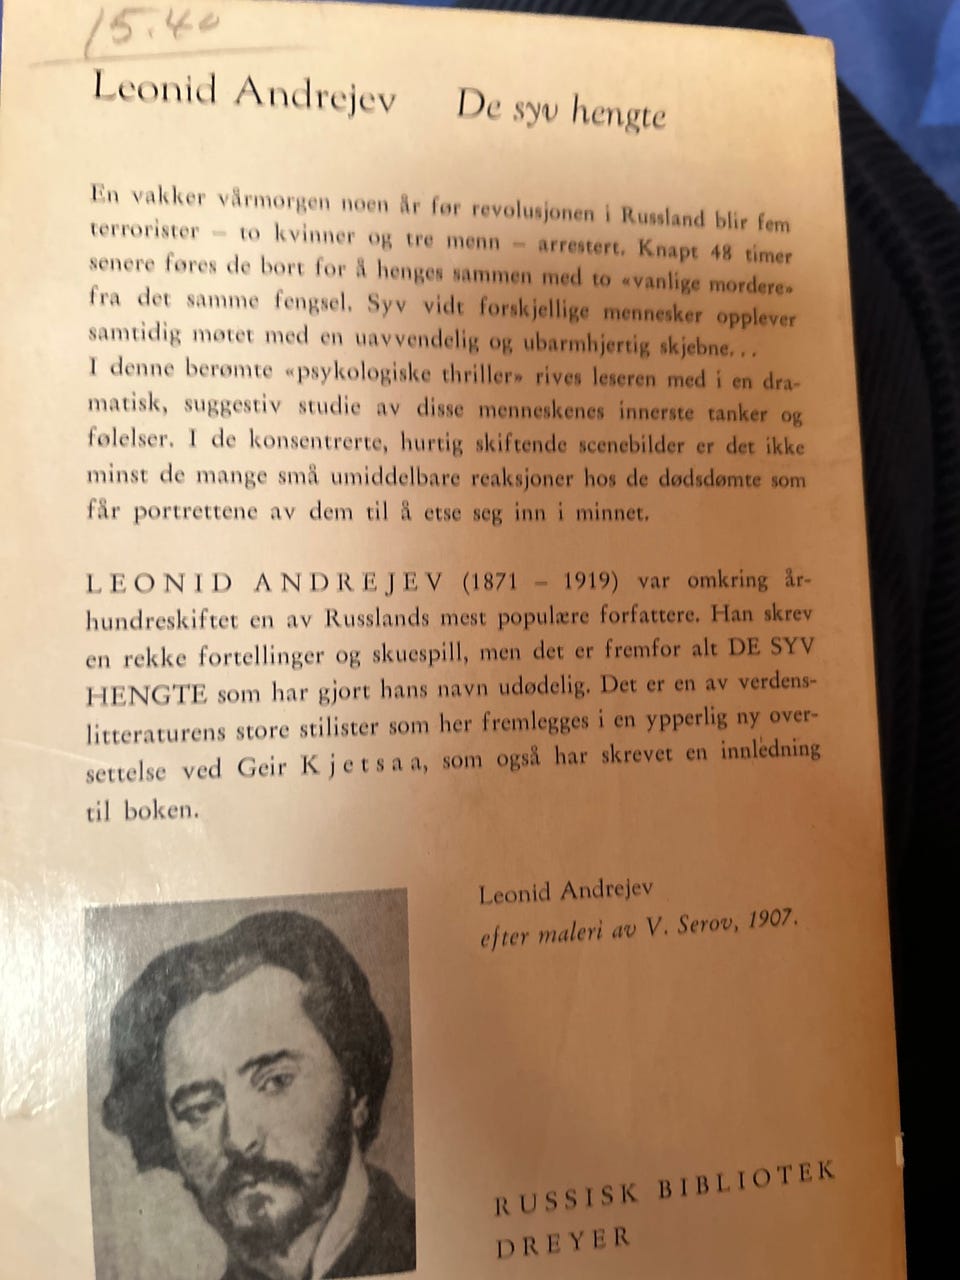 15.40
Leonid Andrejev De syv hengte
En vakker vårmorgen noen år før revolusjonen i Russland blir fem
terrorister – to kvinner og tre menn – arrestert. Knapt 48 timer
senere føres de bort for å henges sammen med to «vanlige mordere»
fra det samme fengsel. Syv vidt forskjellige mennesker opplever
samtidig møtet med en uavvendelig og ubarmhjertig skjebne...
I denne berømte «psykologiske thriller» rives leseren med i en dra-
matisk, suggestiv studie av disse menneskenes innerste tanker og
følelser. I de konsentrerte, hurtig skiftende scenebilder er det ikke
minst de mange små umiddelbare reaksjoner hos de dødsdømte som
får portrettene av dem til å etse seg inn i minnet.
LEONID ANDREJEV (1871 – 1919) var omkring år-
hundreskiftet en av Russlands mest populære forfattere. Han skrev
en rekke fortellinger og skuespill, men det er fremfor alt DE SYV
HENGTE som har gjort hans navn udødelig. Det er en av verdens-
litteraturens store stilister som her fremlegges i en ypperlig ny over-
settelse ved Geir Kjetsaa, som også har skrevet en innledning
til boken.
Leonid Andrejev
efter maleri av V. Serov, 1907.
RUSSISK BIBLIOTEK
DREYER